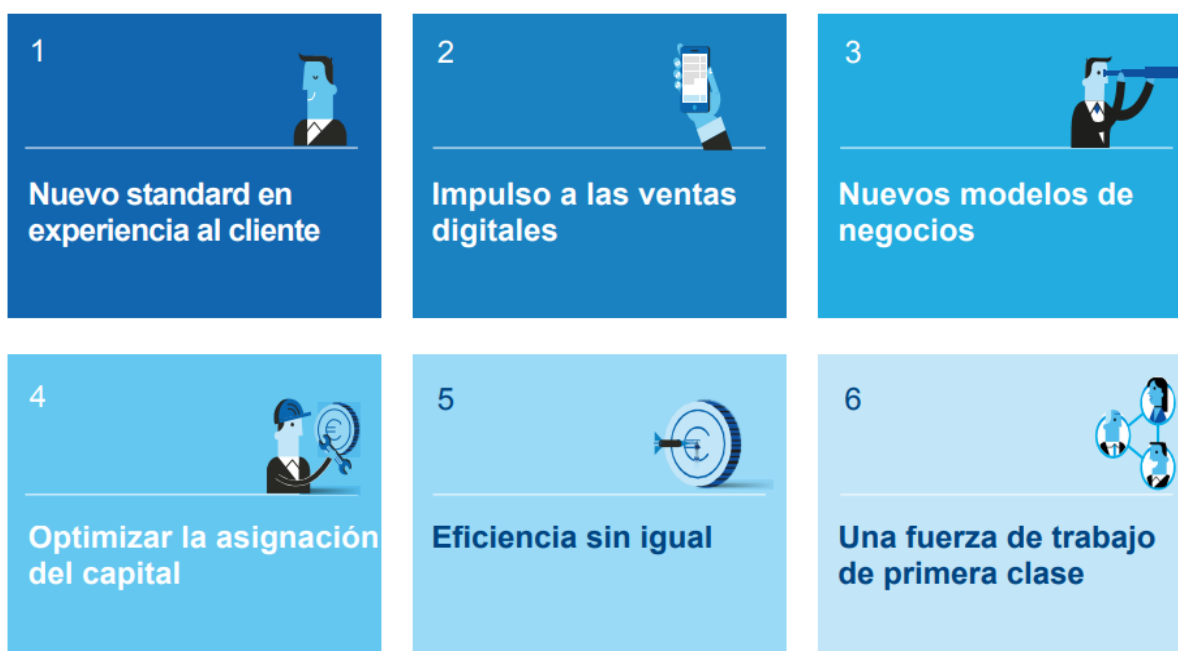 1
Nuevo standard en
experiencia al cliente
2
Impulso a las ventas
digitales
3
Nuevos modelos de
negocios
4
Optimizar la asignación
del capital
5
Eficiencia sin igual
6
Una fuerza de trabajo
de primera clase